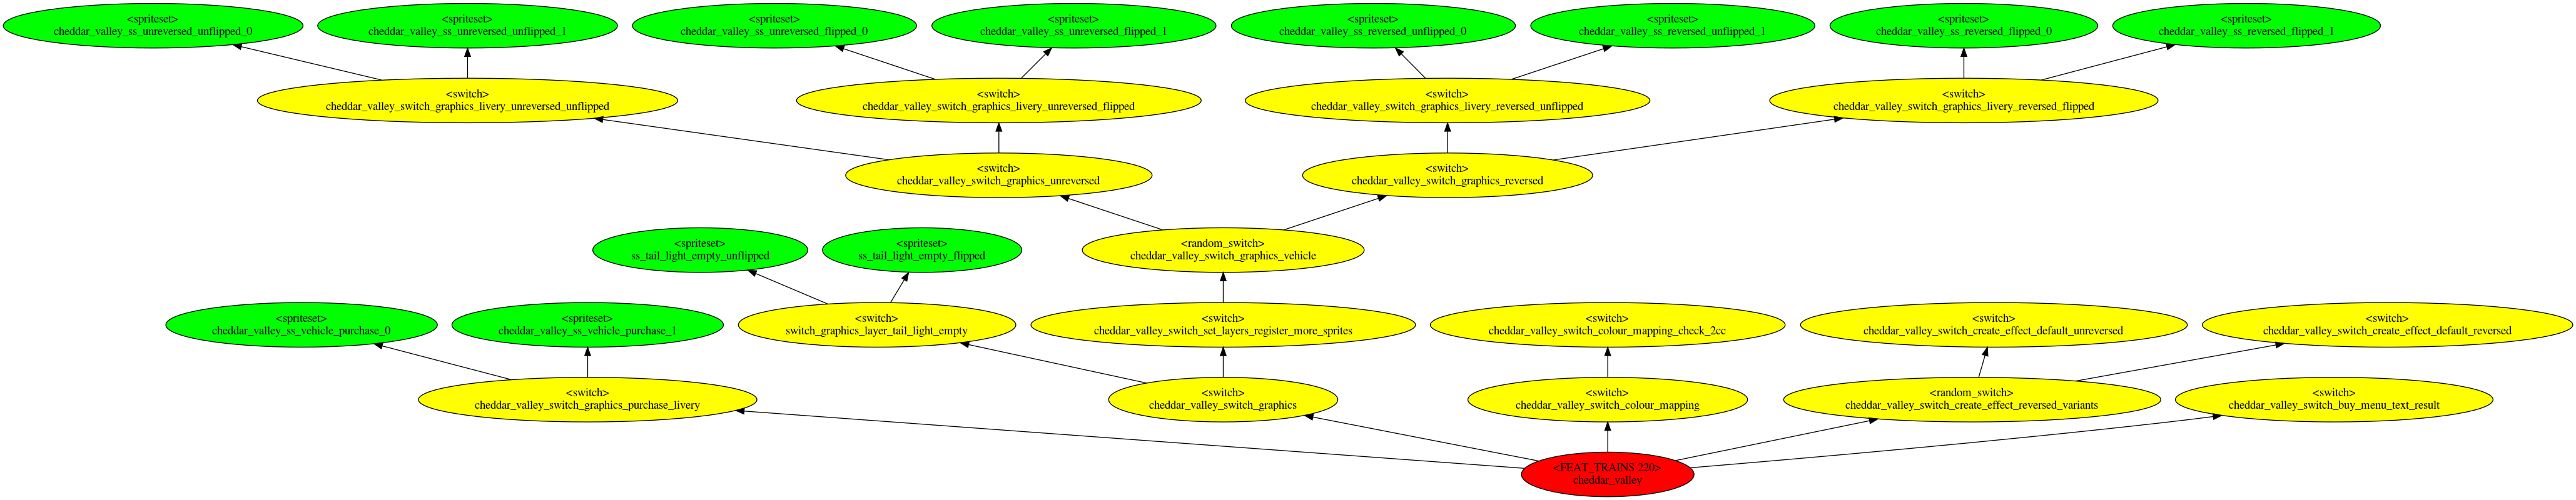 <spriteset>
cheddar_valley_ss_unreversed_unflipped_0
<spriteset>
cheddar_valley_ss_unreversed_unflipped_1
<spriteset>
cheddar_valley_ss_unreversed_flipped_0
<spriteset>
cheddar_valley_ss_unreversed_flipped_1
<spriteset>
cheddar_valley_ss_reversed_unflipped_0
<spriteset>
cheddar_valley_ss_reversed_unflipped_1
<spriteset>
cheddar_valley_ss_reversed_flipped_0
<spriteset>
cheddar_valley_ss_reversed_flipped_1
<switch>
cheddar_valley_switch_graphics_livery_unreversed_unflipped
<switch>
cheddar_valley_switch_graphics_livery_unreversed_flipped
<switch>
cheddar_valley_switch_graphics_livery_reversed_unflipped
<switch>
cheddar_valley_switch_graphics_livery_reversed_flipped
<switch>
cheddar_valley_switch_graphics_unreversed
<switch>
cheddar_valley_switch_graphics_reversed
<spriteset>
ss_tail_light_empty_unflipped
<spriteset>
ss_tail_light_empty_flipped
<random_switch>
cheddar_valley_switch_graphics_vehicle
<spriteset>
cheddar_valley_ss_vehicle_purchase_0
<spriteset>
cheddar_valley_ss_vehicle_purchase_1
<switch>
switch_graphics_layer_tail_light_empty
<switch>
cheddar_valley_switch_set_layers_register_more_sprites
<switch>
cheddar_valley_switch_colour_mapping_check_2cc
<switch>
cheddar_valley_switch_create_effect_default_unreversed
<switch>
cheddar_valley_switch_create_effect_default_reversed
<switch>
cheddar_valley_switch_graphics_purchase_livery
<switch>
cheddar_valley_switch_graphics
<switch>
cheddar_valley_switch_colour_mapping
<random_switch>
cheddar_valley_switch_create_effect_reversed_variants
<switch>
cheddar_valley_switch_buy_menu_text_result
<FEAT_TRAINS 220>
cheddar_valley